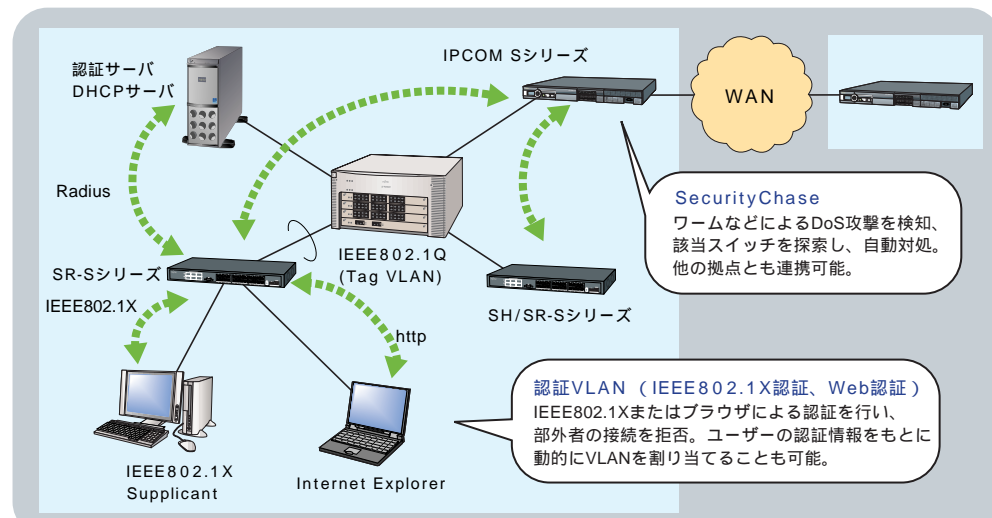 認証サーバ
DHCPサーバ
IPCOM Sシリーズ
WAN
Radius
SecurityChase
ワームなどによるDoS攻撃を検知、
該当スイッチを探索し、自動対処。
他の拠点とも連携可能。
IEEE802.1Q
(Tag VLAN)
SR-Sシリーズ
IEEE802.1X
SH/SR-Sシリーズ
http
認証VLAN（IEEE802.1X認証、Web認証）
IEEE802.1Xまたはブラウザによる認証を行い、
部外者の接続を拒否。ユーザーの認証情報をもとに
動的にVLANを割り当てることも可能。
IEEE802.1X
Supplicant
Internet Explorer